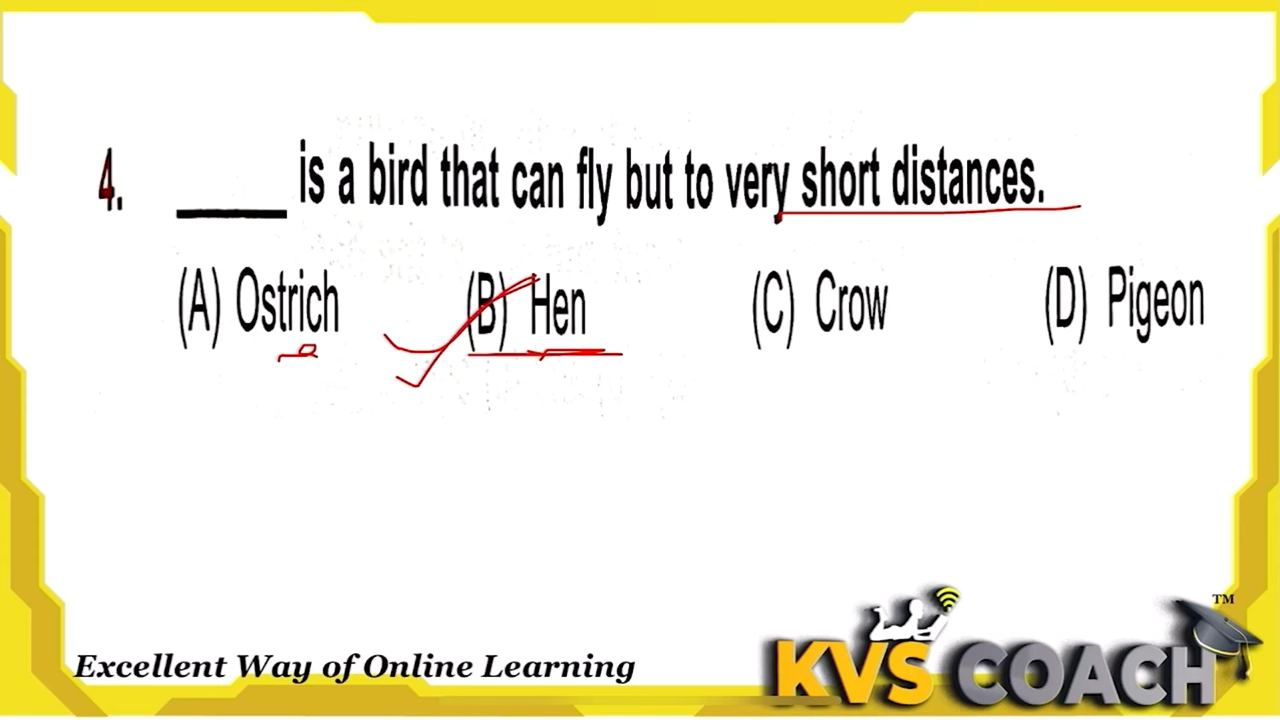 4. _____ is a bird that can fly but to very short distances.
(A) Ostrich (B) Hen (C) Crow (D) Pigeon
Excellent Way of Online Learning
KVS COACH TM